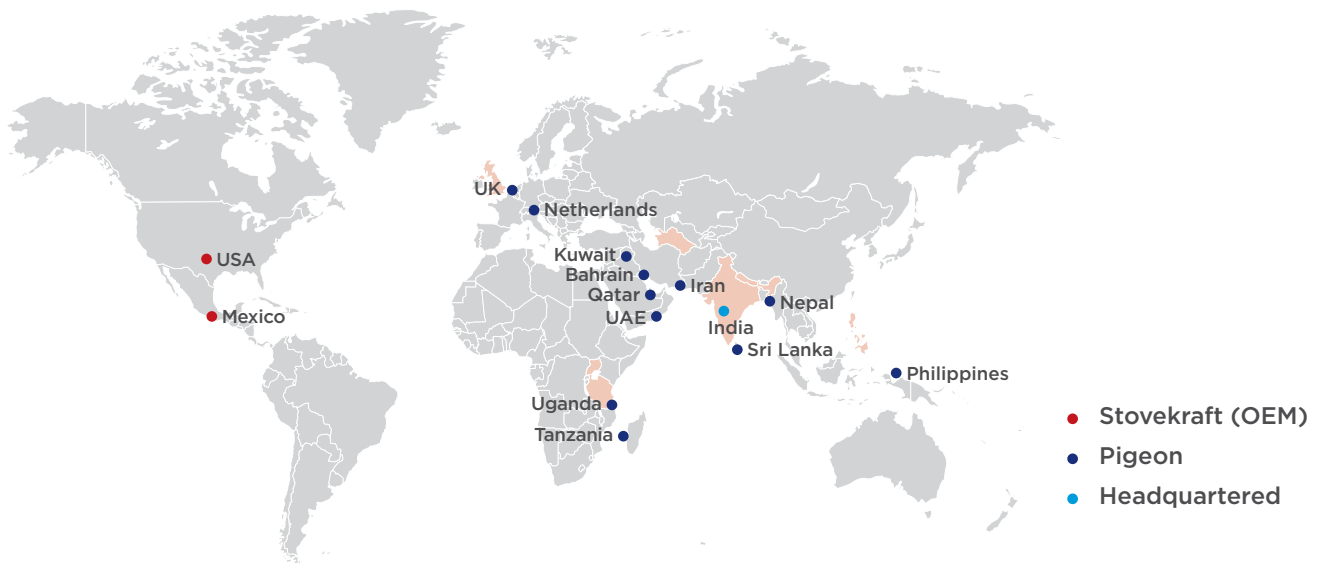 UK
Netherlands
USA
Kuwait
Bahrain
Iran
Qatar
Nepal
Mexico
UAE
India
Sri Lanka
Philippines
Uganda
Tanzania
Stovekraft (OEM)
Pigeon
Headquartered